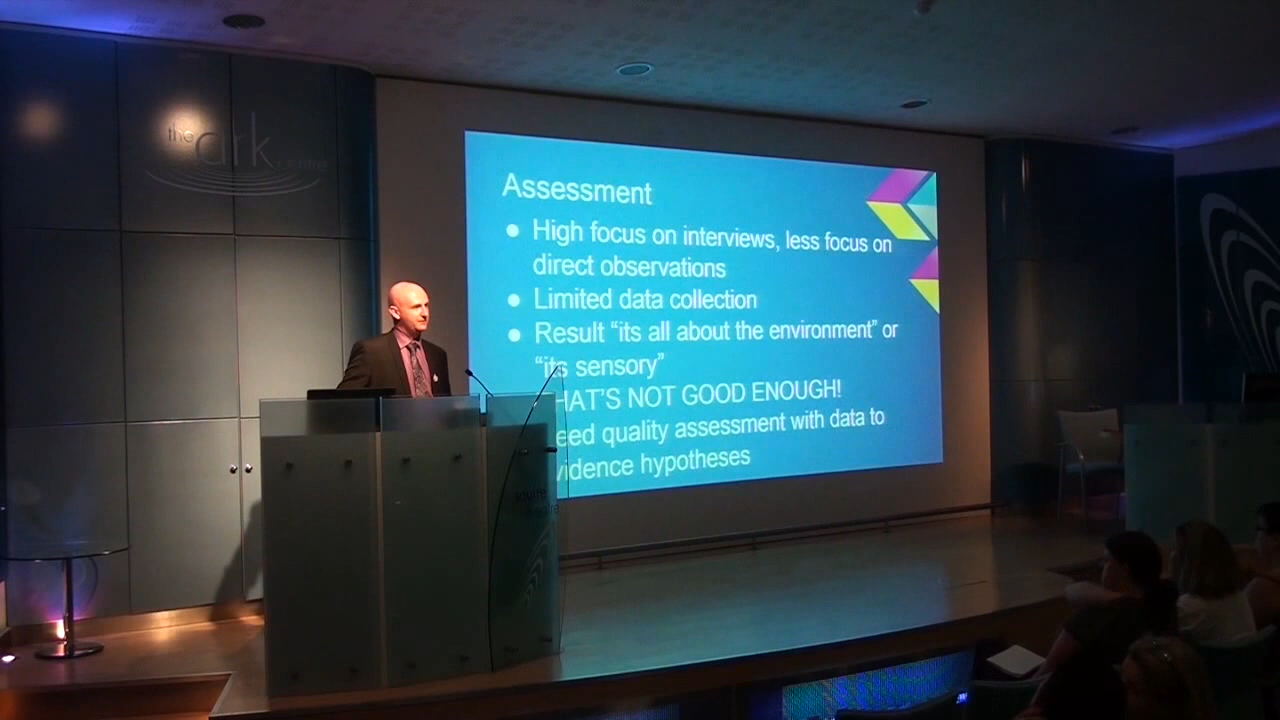 the ark
Assessment
High focus on interviews, less focus on
direct observations
Limited data collection
Result “its all about the environment” or
“its sensory”
HAT'S NOT GOOD ENOUGH!
eed quality assessment with data to
vidence hypotheses